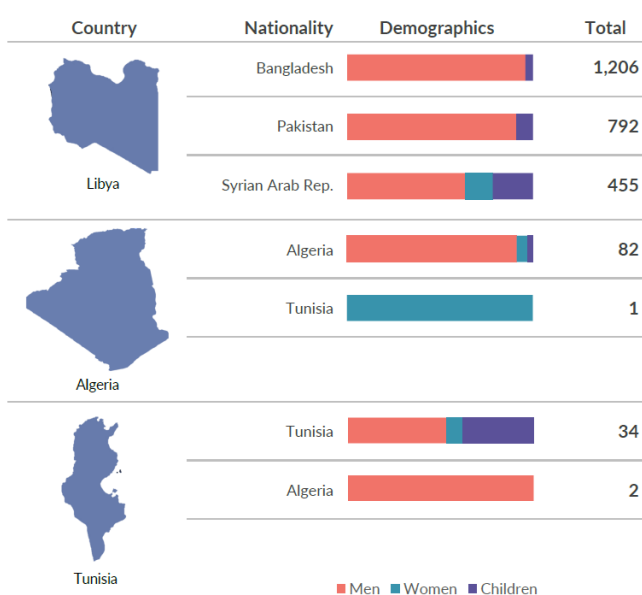 Country Nationality Demographics Total
Bangladesh 1,206
Pakistan 792
Libya Syrian Arab Rep. 455
Algeria 82
Tunisia 1
Algeria
Tunisia 34
Algeria 2
Tunisia
Men Women Children